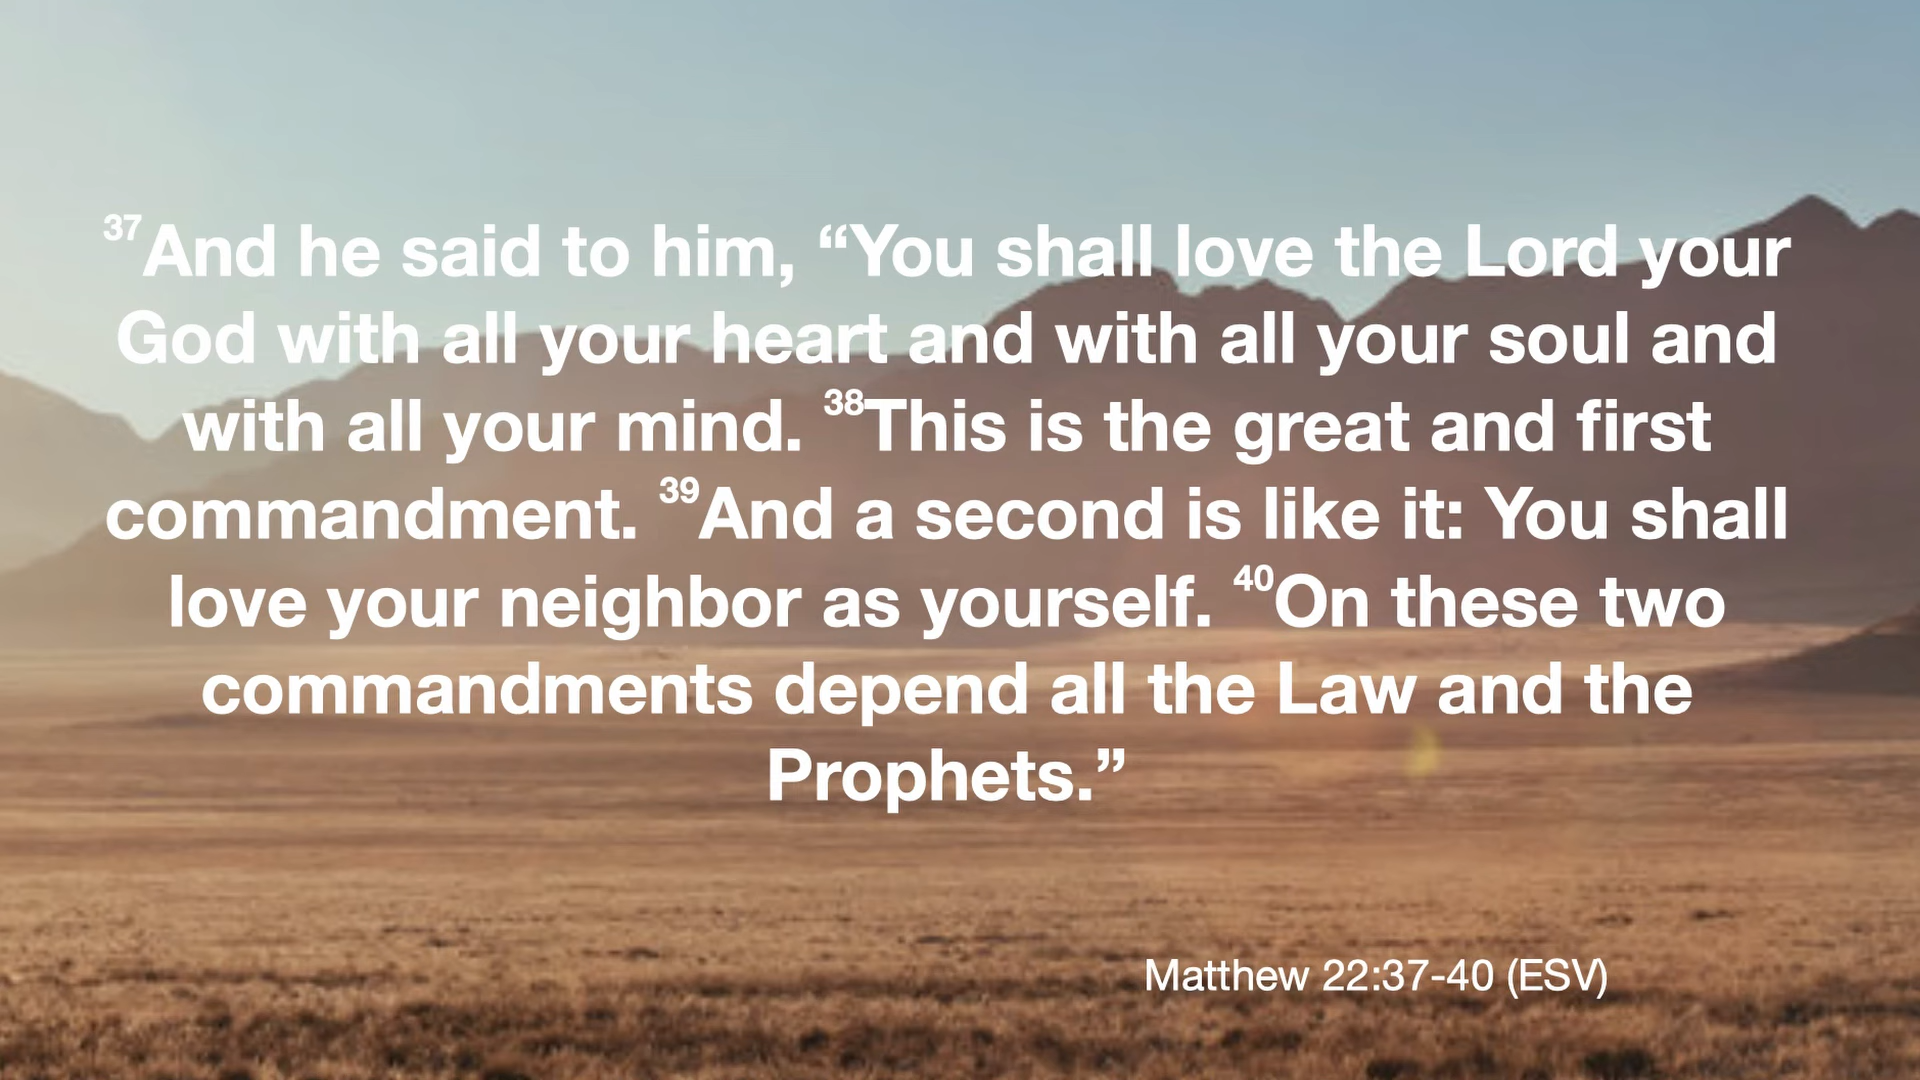 37And he said to him, “You shall love the Lord your
God with all your heart and with all your soul and
with all your mind. 38This is the great and first
commandment. 39And a second is like it: You shall
love your neighbor as yourself. 40On these two
commandments depend all the Law and the
Prophets.”
Matthew 22:37-40 (ESV)